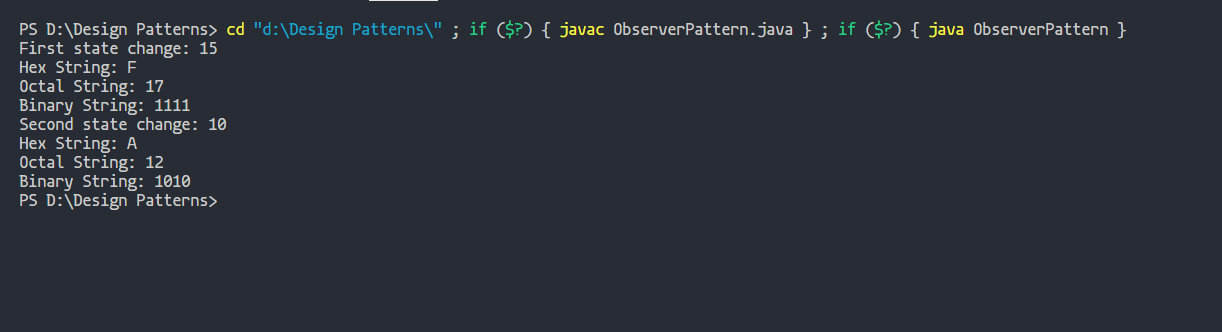 PS D:\Design Patterns> cd "d:\Design Patterns\" ; if ($?) { javac ObserverPattern.java } ; if ($?) { java ObserverPattern }
First state change: 15
Hex String: F
Octal String: 17
Binary String: 1111
Second state change: 10
Hex String: A
Octal String: 12
Binary String: 1010
PS D:\Design Patterns>